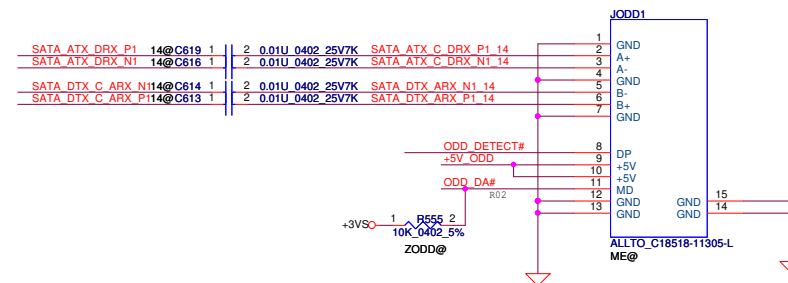 JODD1
SATA_ATX_DRX_P1 14@C619 1 2 0.01U_0402_25V7K SATA_ATX_C_DRX_P1_14
SATA_ATX_DRX_N1 14@C616 1 2 0.01U_0402_25V7K SATA_ATX_C_DRX_N1_14
SATA_DTX_C_ARX_N1 14@C614 1 2 0.01U_0402_25V7K SATA_DTX_ARX_N1_14
SATA_DTX_C_ARX_P1 14@C613 1 2 0.01U_0402_25V7K SATA_DTX_ARX_P1_14
1 GND
2 A+
3 A-
4 GND
5 B-
6 B+
7 GND
ODD_DETECT# 8 DP
+5V_ODD 9 +5V
10 +5V
ODD_DA# 11 MD
R02
12 GND GND 15
13 GND GND 14
+3VS 1 R555 2
10K_0402_5%
ZODD@
ALLTO_C18518-11305-L
ME@